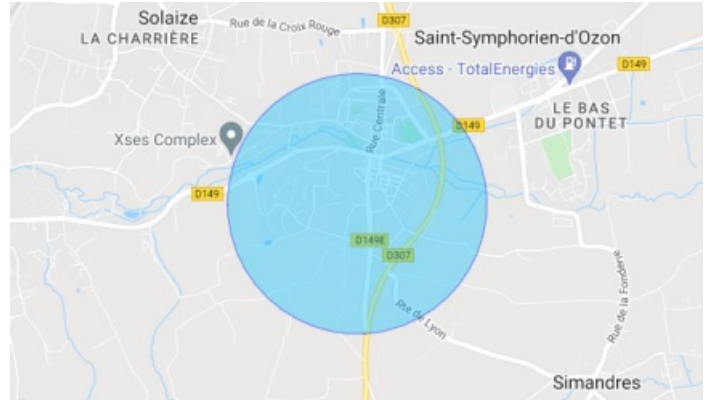 Solaize
LA CHARRIÈRE
Rue de la Croix Rouge
D307
Saint-Symphorien-d'Ozon
Access - TotalEnergies
D149
LE BAS
DU PONTET
Rue Centrale
D149
Xses Complex
D149
D149E
D307
Rte de Lyon
Rue de la Fonderie
Simandres